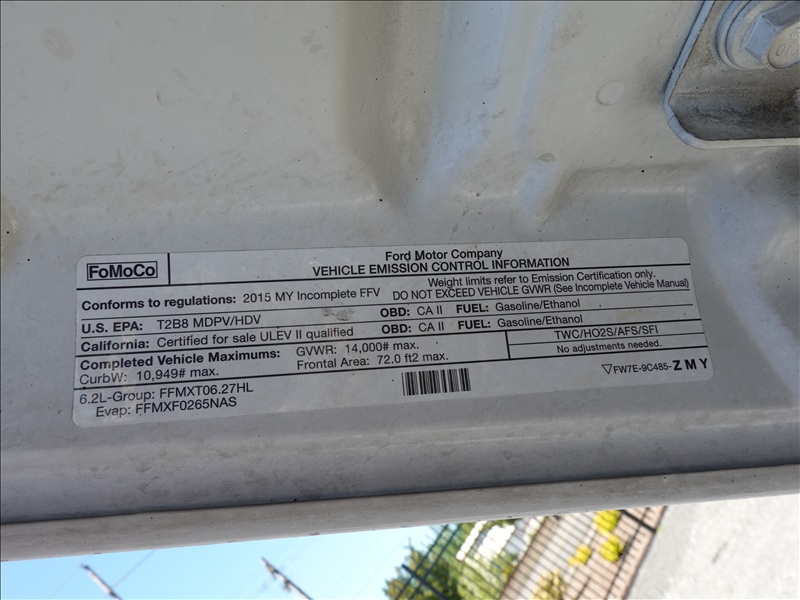 FoMoCo
Ford Motor Company
VEHICLE EMISSION CONTROL INFORMATION
Conforms to regulations: 2015 MY Incomplete FFV
Weight limits refer to Emission Certification only.
DO NOT EXCEED VEHICLE GVWR (See Incomplete Vehicle Manual)
U.S. EPA: T2B8 MDPV/HDV OBD: CA II FUEL: Gasoline/Ethanol
California: Certified for sale ULEV II qualified OBD: CA II FUEL: Gasoline/Ethanol
Completed Vehicle Maximums: GVWR: 14,000# max.
CurbW: 10,949# max. Frontal Area: 72.0 ft2 max.
TWC/HO2S/AFS/SFI
No adjustments needed.
6.2L-Group: FFMXT06.27HL
Evap: FFMXF0265NAS
▽FW7E-9C485-ZMY